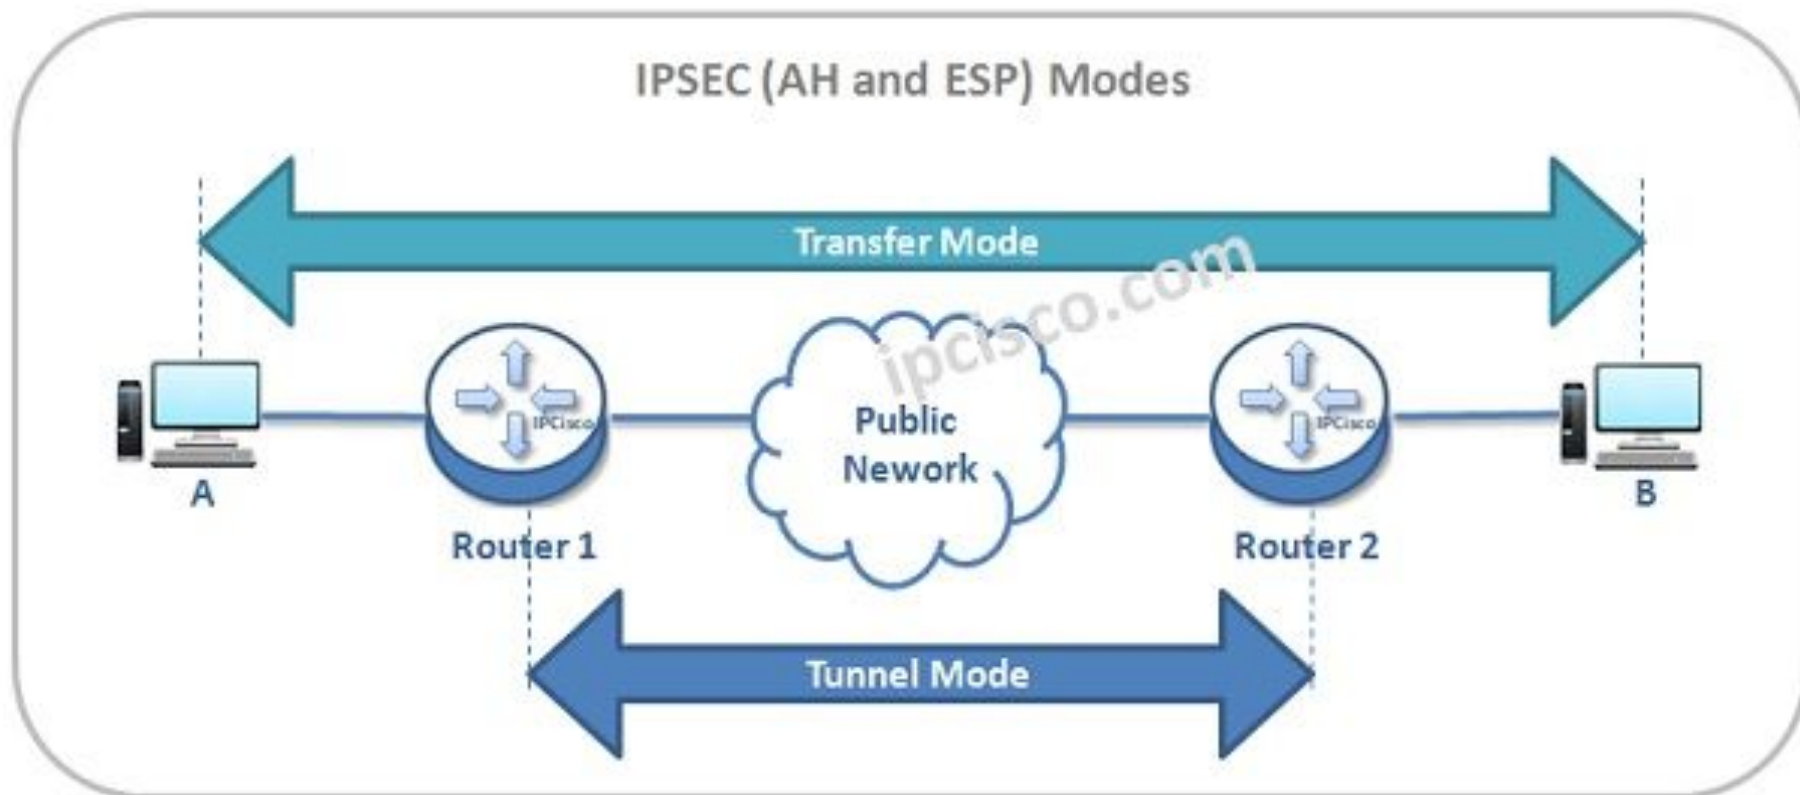 IPSEC (AH and ESP) Modes
Transfer Mode
ipcisco.com
IPCisco
IPCisco
Public
Nework
A
B
Router 1
Router 2
Tunnel Mode